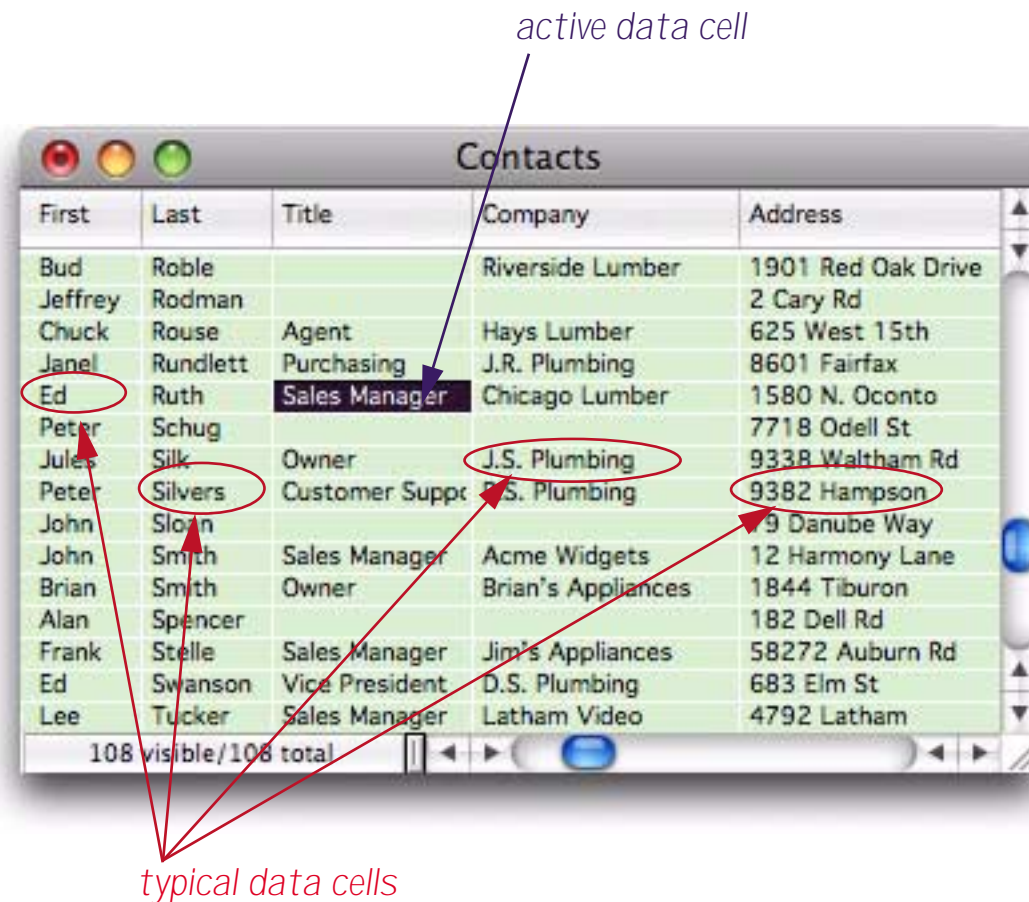 active data cell
Contacts
First Last Title Company Address
Bud Roble Riverside Lumber 1901 Red Oak Drive
Jeffrey Rodman 2 Cary Rd
Chuck Rouse Agent Hays Lumber 625 West 15th
Janel Rundlett Purchasing J.R. Plumbing 8601 Fairfax
Ed Ruth Sales Manager Chicago Lumber 1580 N. Oconto
Peter Schug 7718 Odell St
Jules Silk Owner J.S. Plumbing 9338 Waltham Rd
Peter Silvers Customer Suppo .S. Plumbing 9382 Hampson
John Sloan 9 Danube Way
John Smith Sales Manager Acme Widgets 12 Harmony Lane
Brian Smith Owner Brian's Appliances 1844 Tiburon
Alan Spencer 182 Dell Rd
Frank Stelle Sales Manager Jim's Appliances 58272 Auburn Rd
Ed Swanson Vice President D.S. Plumbing 683 Elm St
Lee Tucker Sales Manager Latham Video 4792 Latham
108 visible/108 total
typical data cells